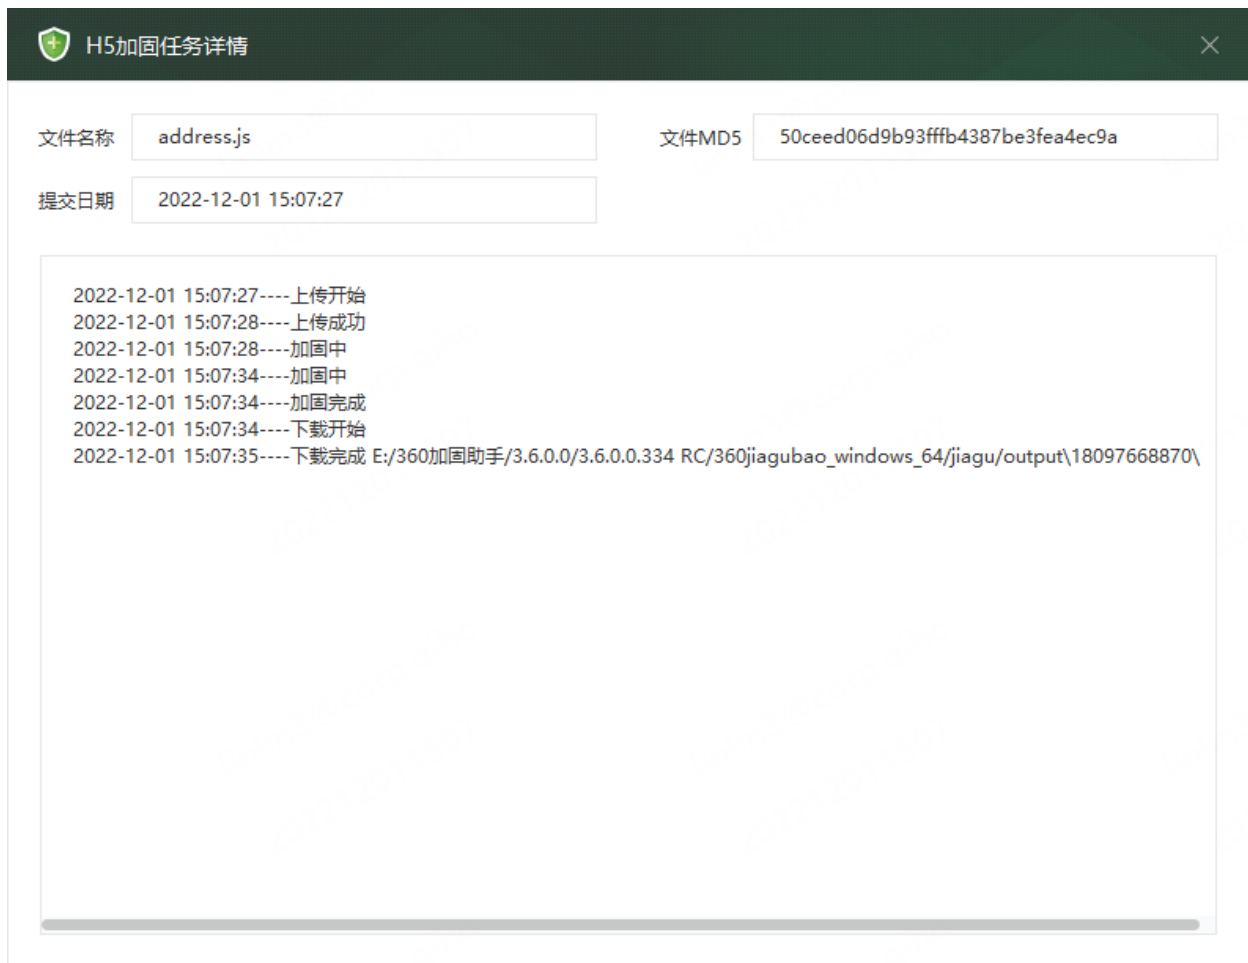 H5加固任务详情
文件名称 address.js 文件MD5 50ceed06d9b93fffb4387be3fea4ec9a
提交日期 2022-12-01 15:07:27
2022-12-01 15:07:27----上传开始
2022-12-01 15:07:28----上传成功
2022-12-01 15:07:28----加固中
2022-12-01 15:07:34----加固中
2022-12-01 15:07:34----加固完成
2022-12-01 15:07:34----下载开始
2022-12-01 15:07:35----下载完成 E:/360加固助手/3.6.0.0/3.6.0.0.334 RC/360jiagubao_windows_64/jiagu/output\18097668870\